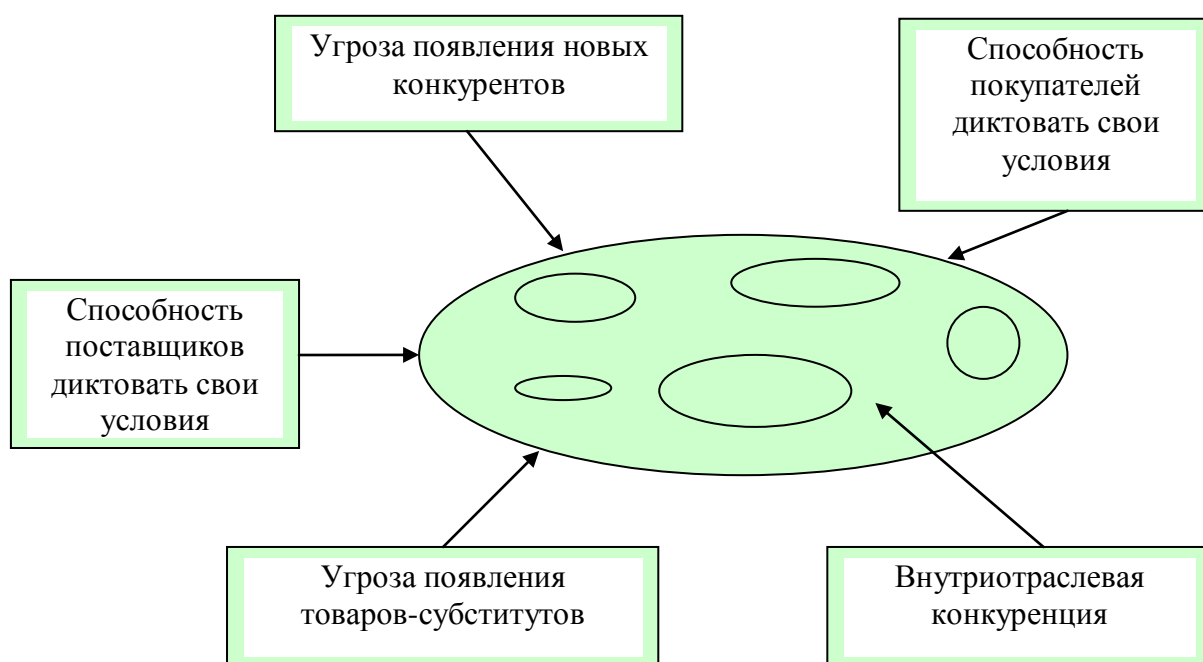 Угроза появления новых
конкурентов
Способность
покупателей
диктовать свои
условия
Способность
поставщиков
диктовать свои
условия
Угроза появления
товаров-субститутов
Внутриотраслевая
конкуренция